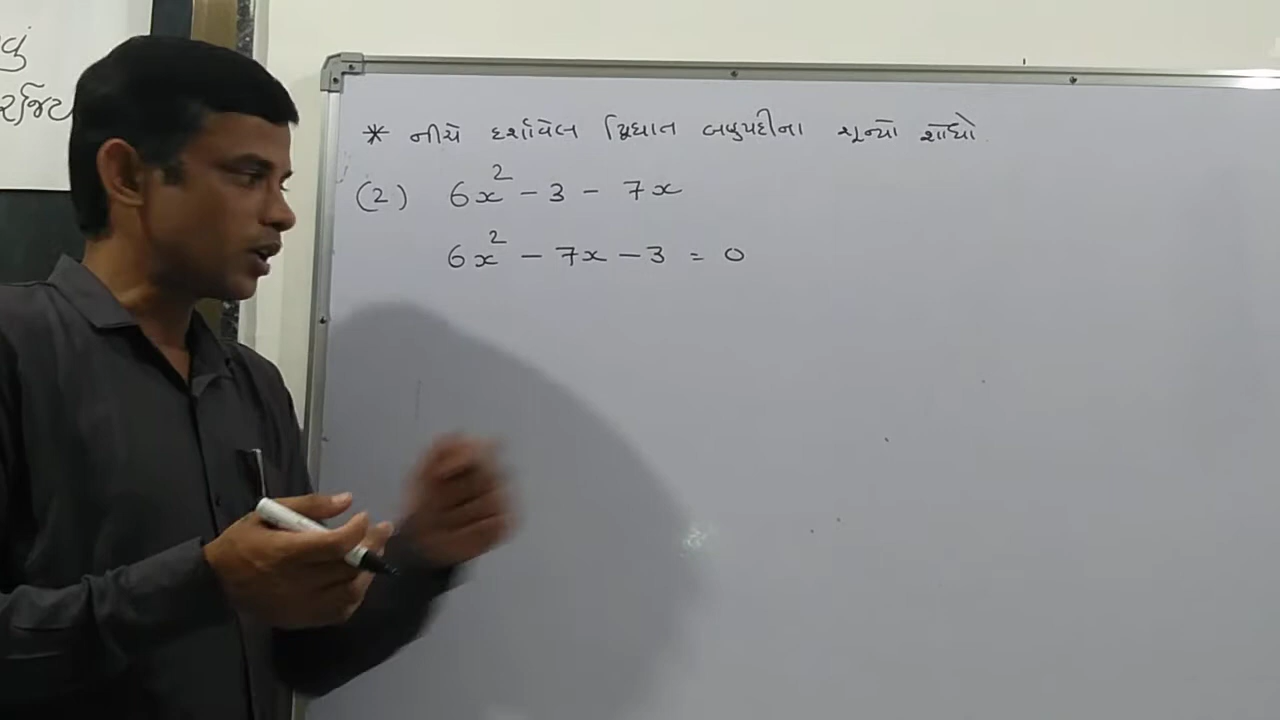 * નીચે દર્શાવેલ દ્વિઘાત બહુપદીના શૂન્યો શોધો.
(2) 6x² - 3 - 7x
6x² - 7x - 3 = 0